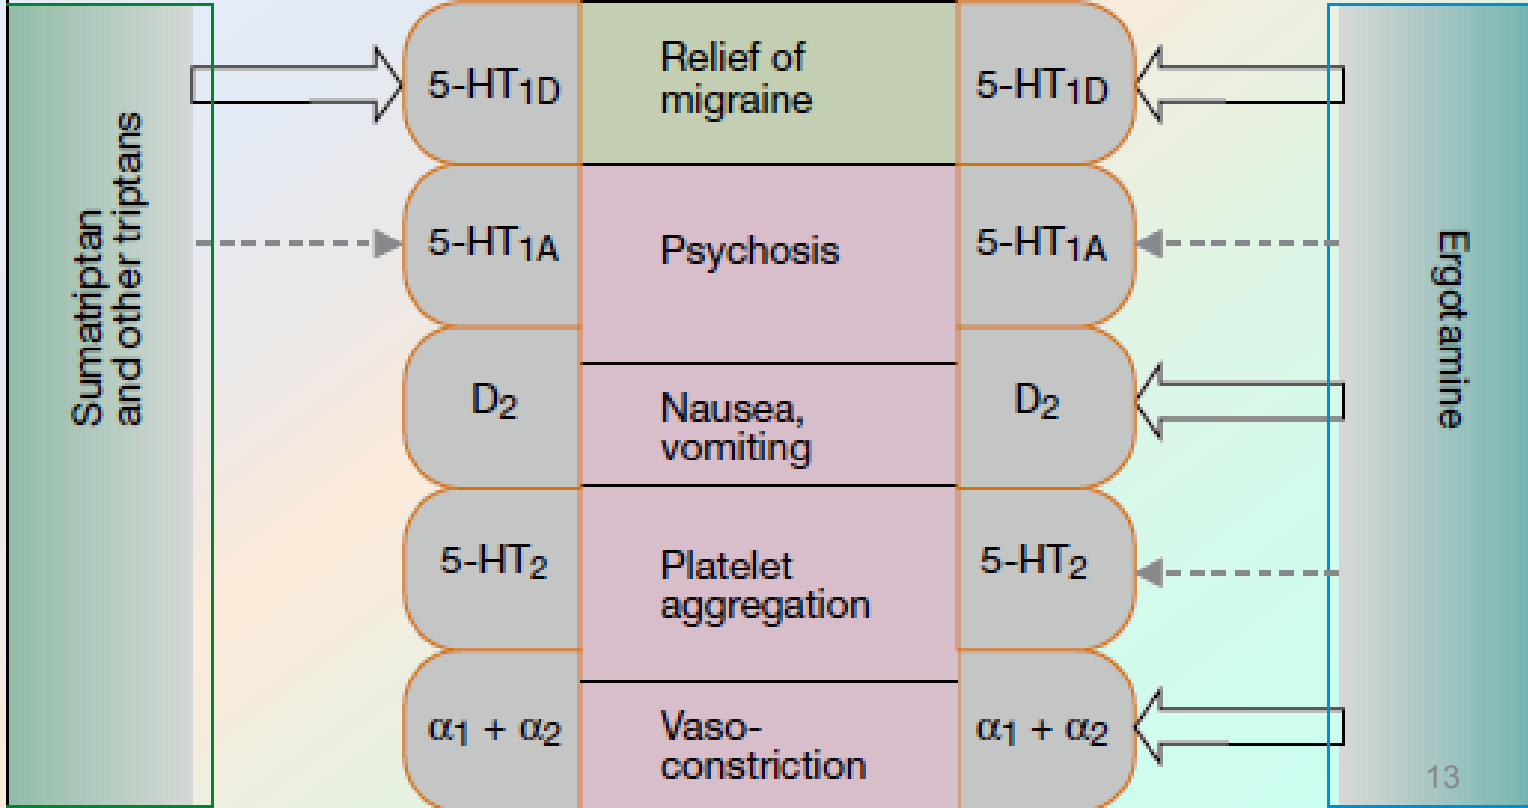 Sumatriptan
and other triptans
5-HT1D
Relief of
migraine
5-HT1D
5-HT1A
Psychosis
5-HT1A
D2
Nausea,
vomiting
D2
5-HT2
Platelet
aggregation
5-HT2
α1 + α2
Vaso-
constriction
α1 + α2
Ergotamine
13